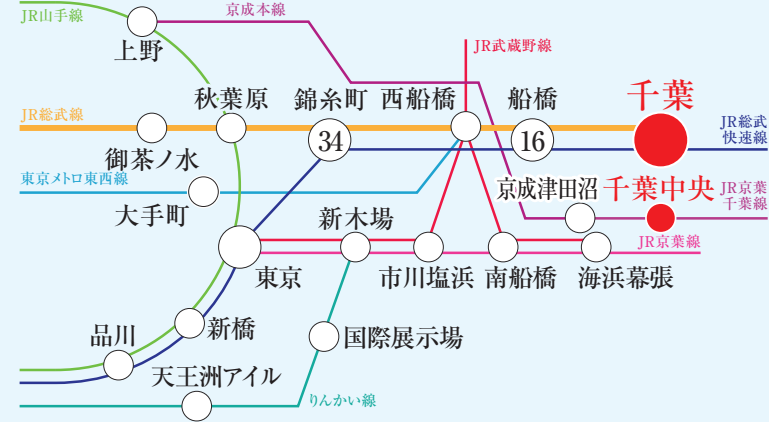 JR山手線
京成本線
上野
JR武蔵野線
秋葉原
錦糸町
西船橋
船橋
千葉
JR総武線
34
16
JR総武
快速線
御茶ノ水
東京メトロ東西線
大手町
京成津田沼
千葉中央
JR京葉
千葉線
新木場
JR京葉線
東京
市川塩浜
南船橋
海浜幕張
品川
新橋
国際展示場
天王洲アイル
りんかい線